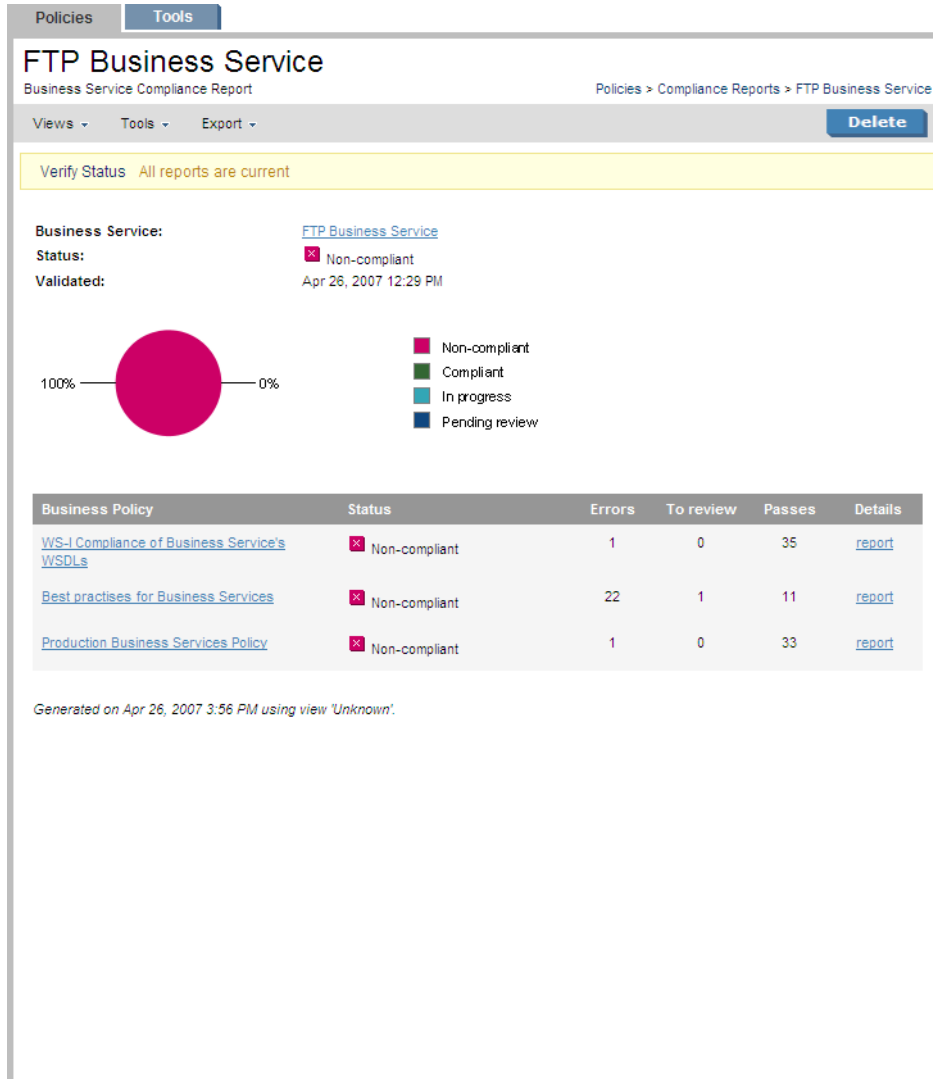 Policies Tools
FTP Business Service
Business Service Compliance Report Policies > Compliance Reports > FTP Business Service
Views Tools Export Delete
Verify Status All reports are current
Business Service: FTP Business Service
Status: Non-compliant
Validated: Apr 26, 2007 12:29 PM
Non-compliant
Compliant
100% 0%
In progress
Pending review
Business Policy Status Errors To review Passes Details
WS-I Compliance of Business Service's Non-compliant 1 0 35 report
WSDLs
Best practises for Business Services Non-compliant 22 1 11 report
Production Business Services Policy Non-compliant 1 0 33 report
Generated on Apr 26, 2007 3:56 PM using view 'Unknown'.